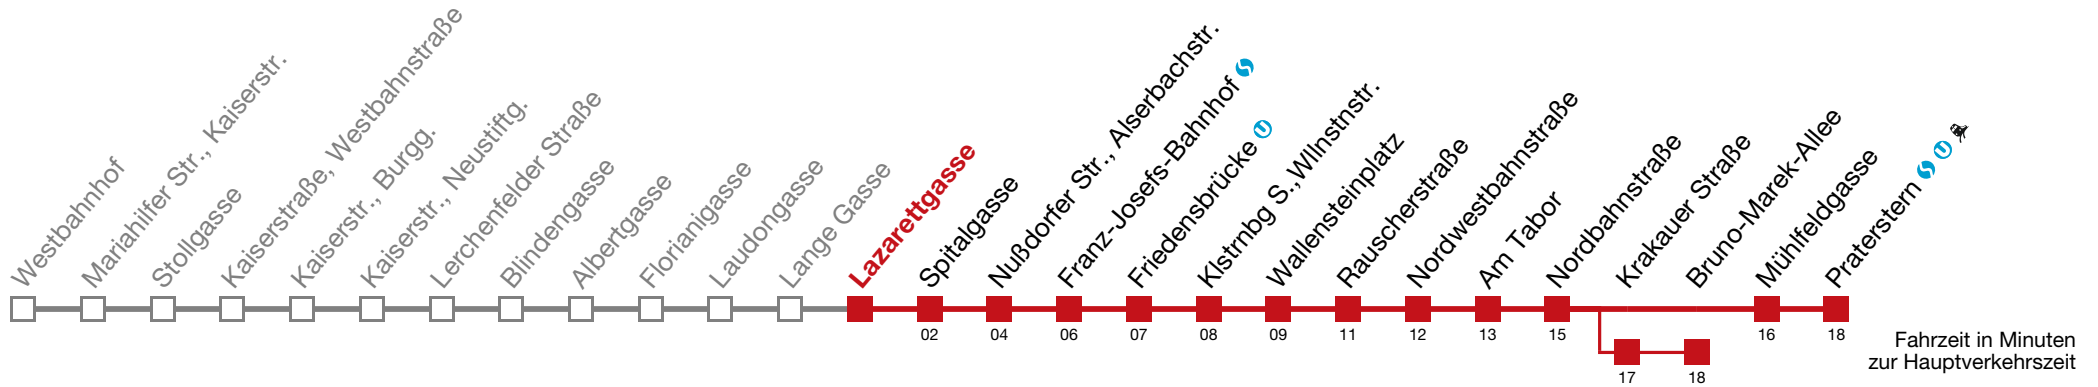 Westbahnhof
Mariahilfer Str., Kaiserstr.
Stollgasse
Kaiserstraße, Westbahnstraße
Kaiserstr., Burgg.
Kaiserstr., Neustiftg.
Lerchenfelder Straße
Blindengasse
Albertgasse
Florianigasse
Laudongasse
Lange Gasse
Lazarettgasse
Spitalgasse
Nußdorfer Str., Alserbachstr.
Franz-Josefs-Bahnhof S
Friedensbrücke U
Klstrnbg S., Wllnstnstr.
Wallensteinplatz
Rauscherstraße
Nordwestbahnstraße
Am Tabor
Nordbahnstraße
Krakauer Straße
Bruno-Marek-Allee
Mühlfeldgasse
Praterstern S U
02 04 06 07 08 09 11 12 13 15 16 18
17 18
Fahrzeit in Minuten
zur Hauptverkehrszeit